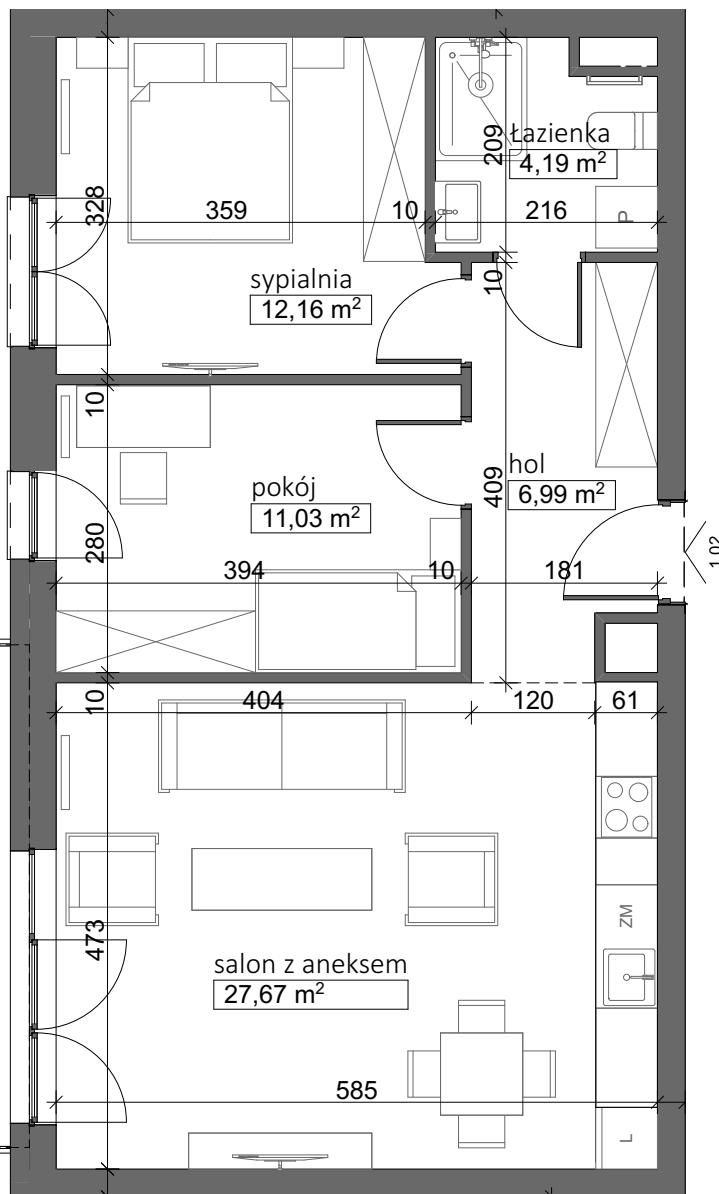 Łazienka
4,19 m²
209
328
359
10
216
P
sypialnia
12,16 m²
10
10
hol
6,99 m²
409
pokój
11,03 m²
280
394
10
181
1.02
10
404
120
61
ZM
473
salon z aneksem
27,67 m²
585
L